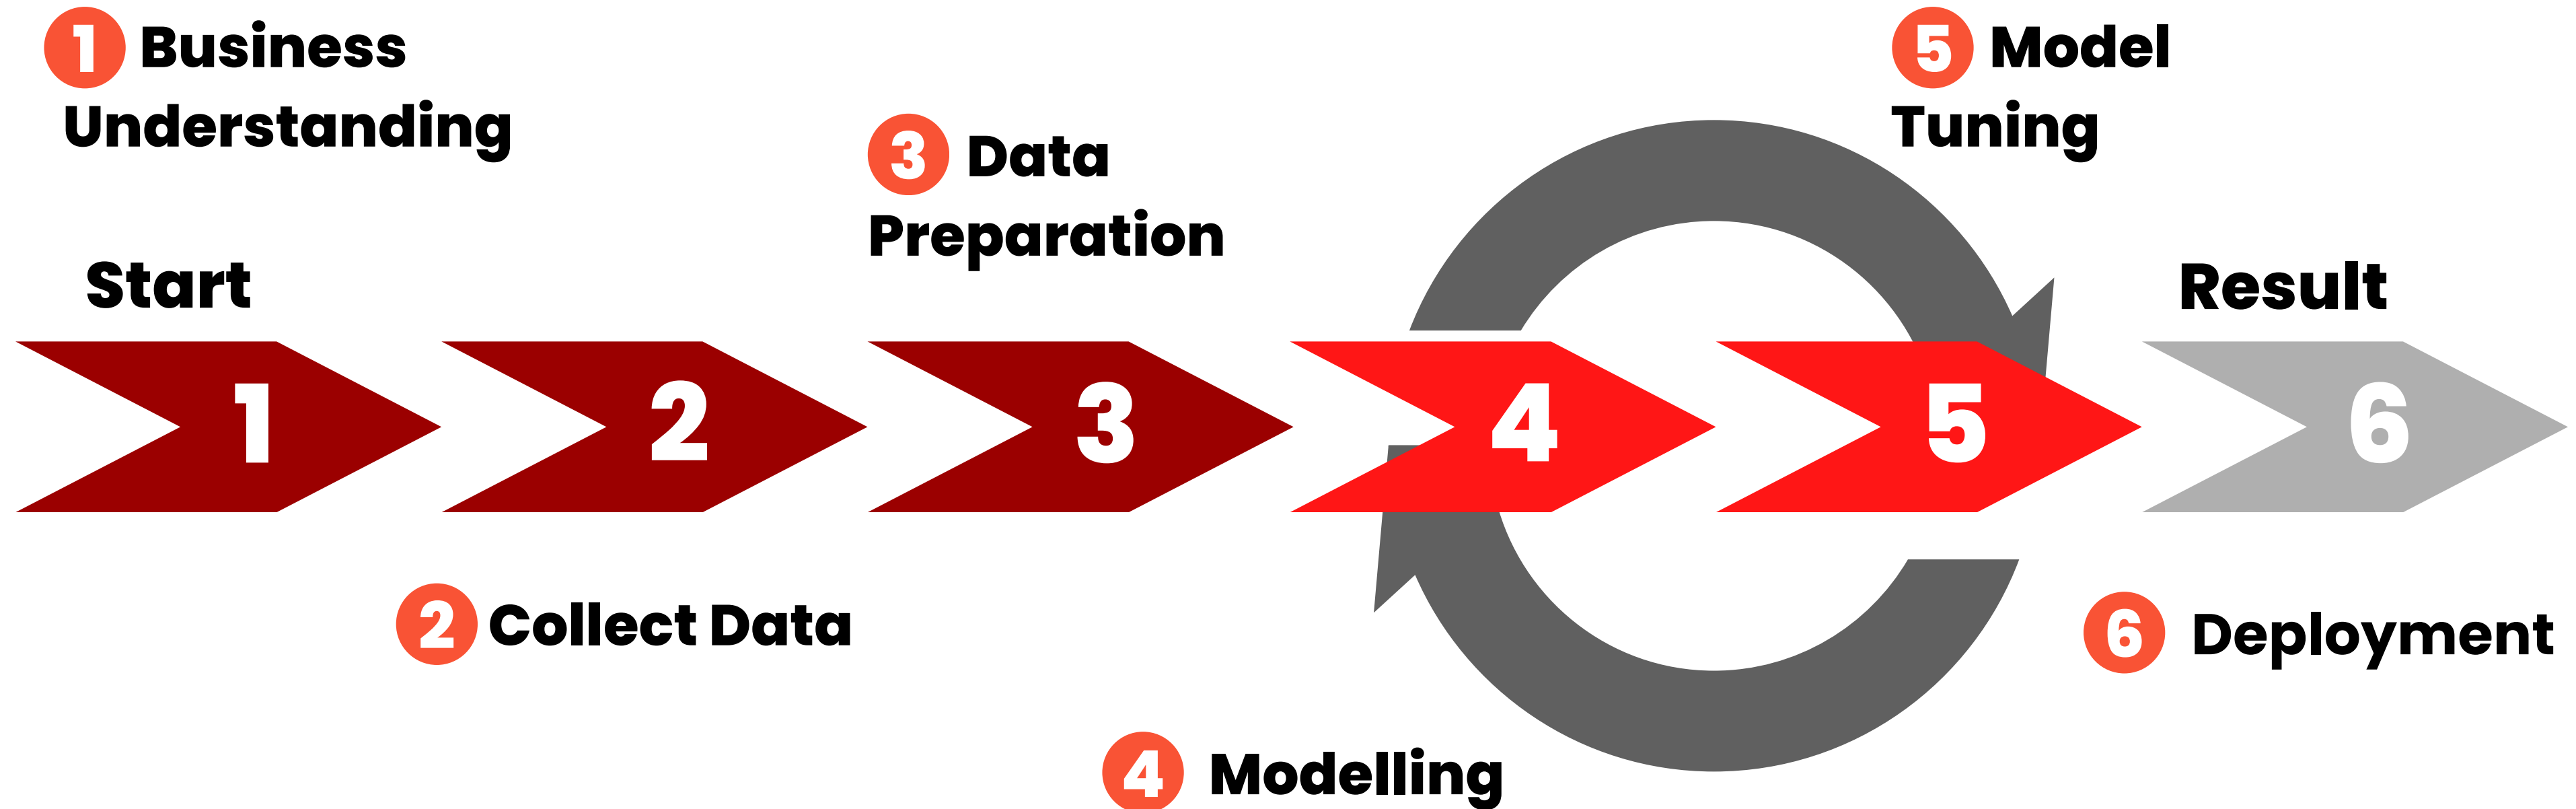 1 Business
Understanding
5 Model
Tuning
3 Data
Preparation
Start
Result
1
2
3
4
5
6
2 Collect Data
6 Deployment
4 Modelling